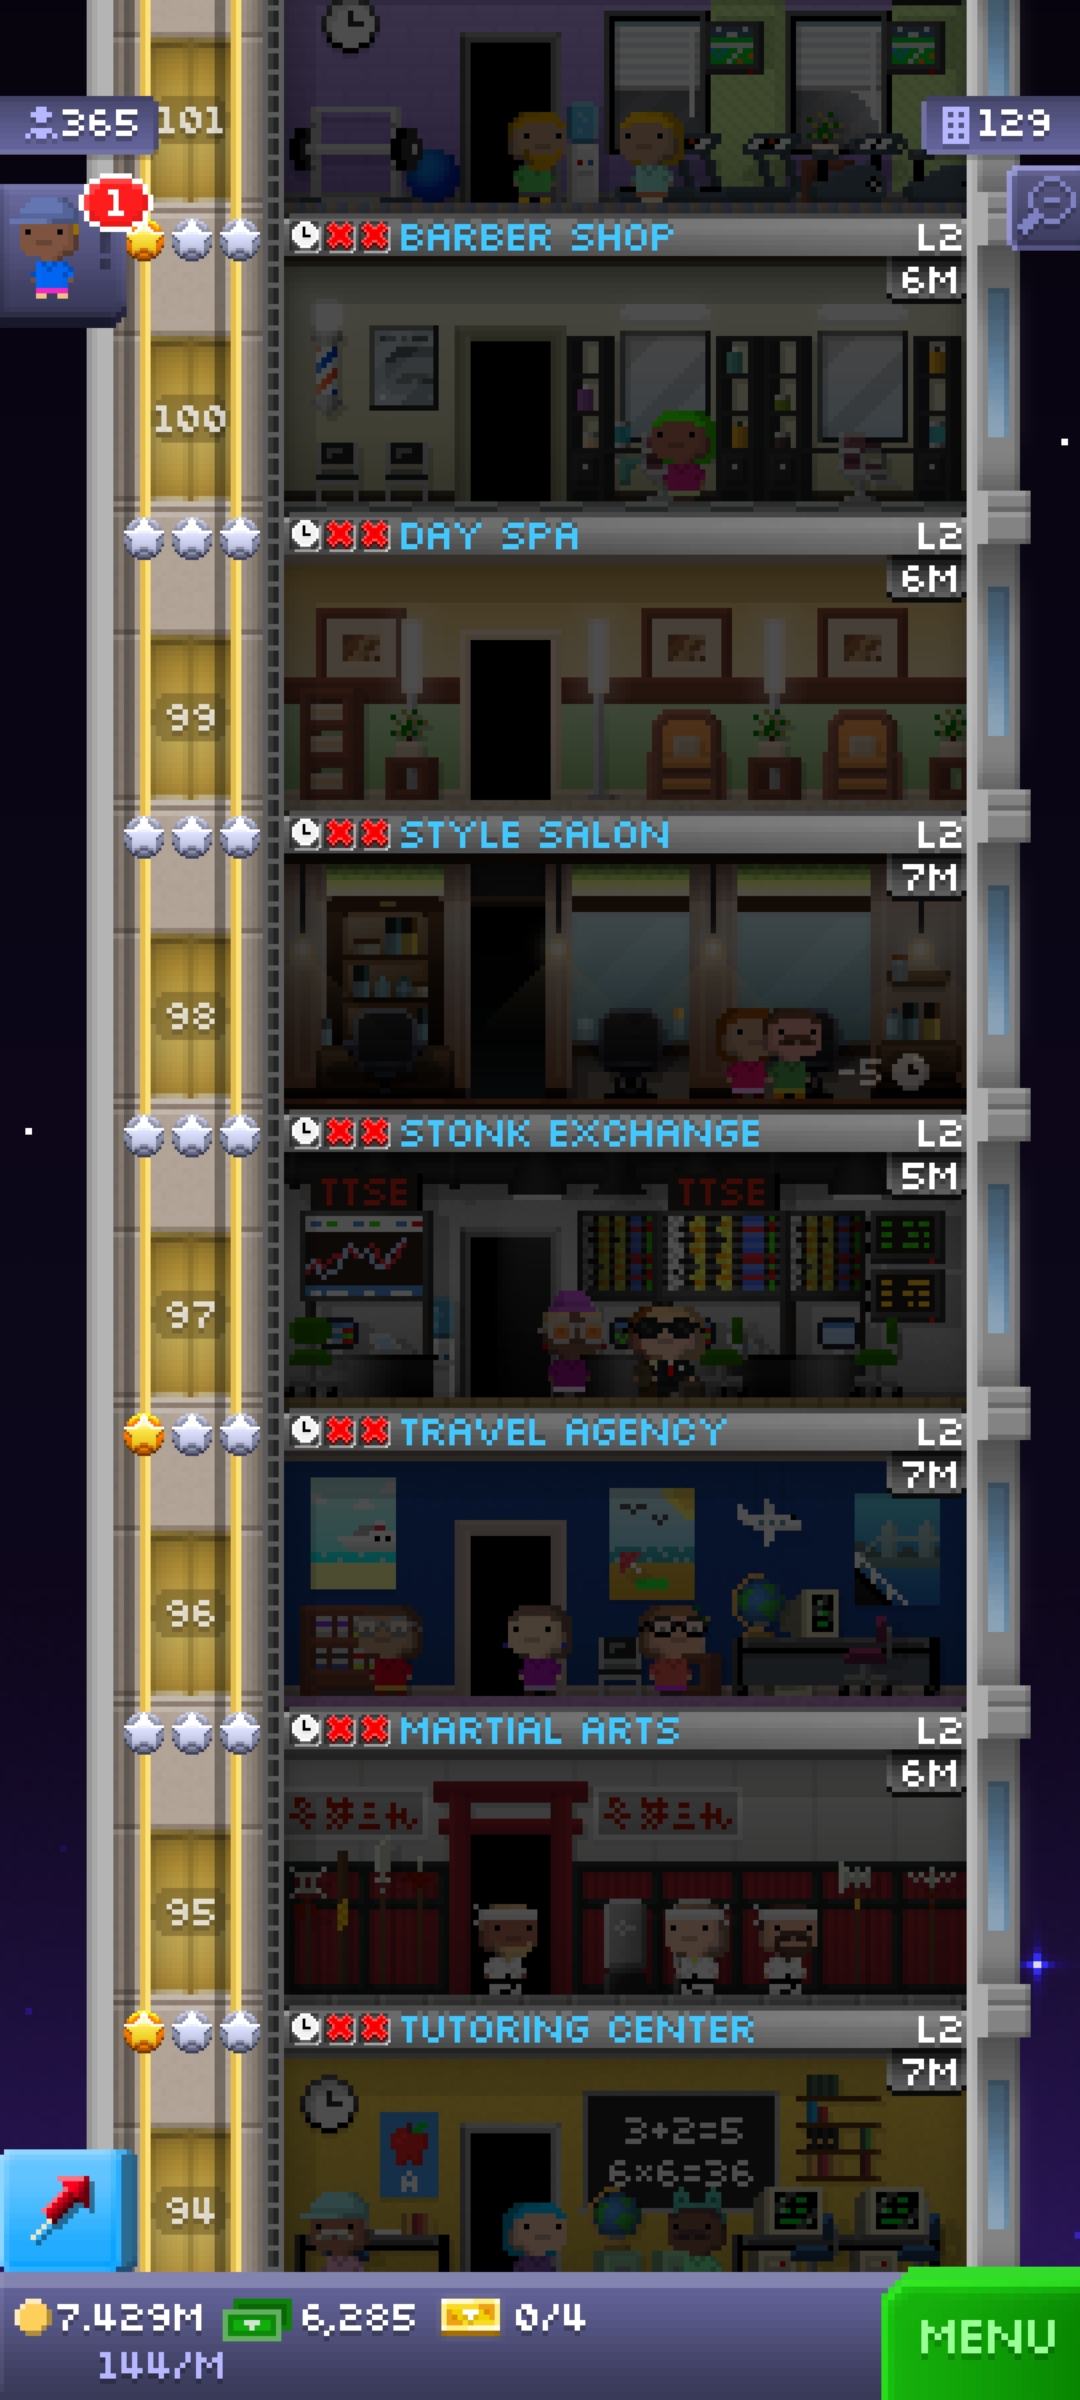 101
365
129
1
BARBER SHOP L2
6M
100
DAY SPA L2
6M
99
STYLE SALON L2
7M
98
-5
STONK EXCHANGE L2
5M
TTSE TTSE
97
TRAVEL AGENCY L2
7M
96
MARTIAL ARTS L2
6M
95
TUTORING CENTER L2
7M
3+2=5
6×6=36
A
94
7.429M 6,285 0/4
144/M
MENU